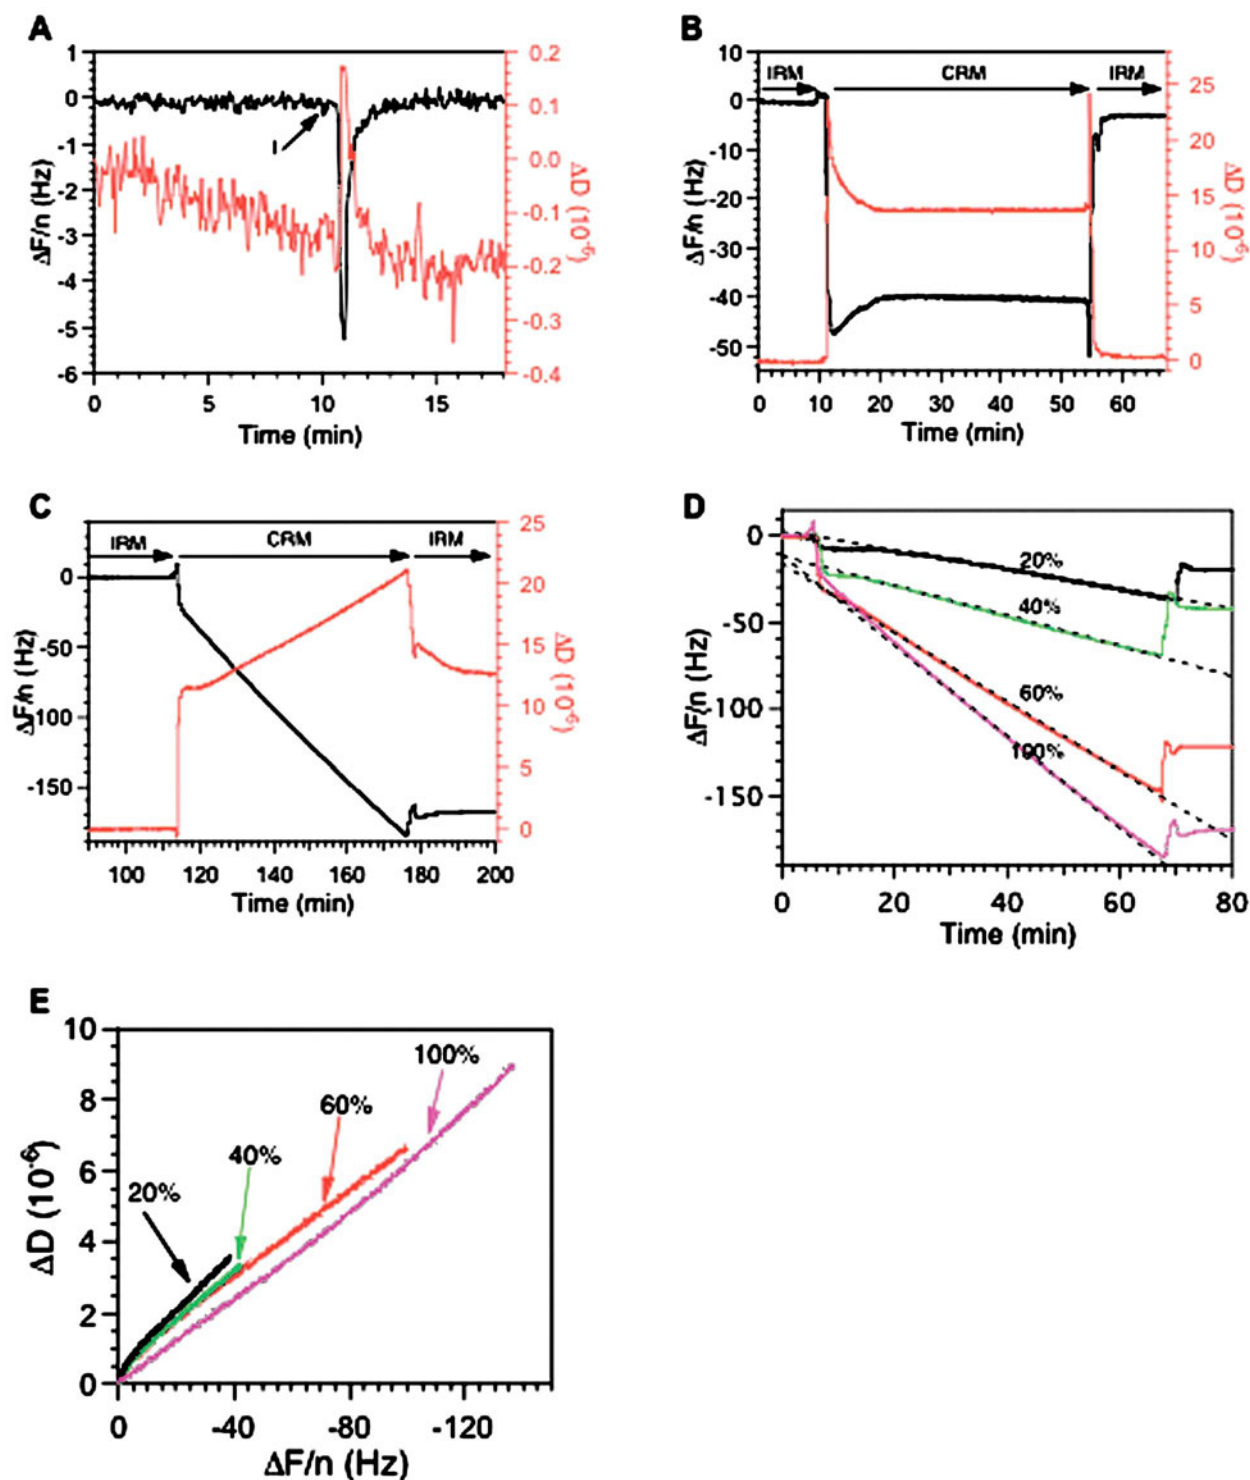 A
1
0
-1
-2
-3
-4
-5
-6
ΔF/n (Hz)
I
0.2
0.1
0.0
-0.1
-0.2
-0.3
-0.4
ΔD (10⁻⁶)
0 5 10 15
Time (min)
B
10
0
-10
-20
-30
-40
-50
ΔF/n (Hz)
IRM CRM IRM
25
20
15
10
5
0
ΔD (10⁻⁶)
0 10 20 30 40 50 60
Time (min)
C
0
-50
-100
-150
ΔF/n (Hz)
IRM CRM IRM
25
20
15
10
5
0
ΔD (10⁻⁶)
100 120 140 160 180 200
Time (min)
D
0
-50
-100
-150
ΔF/n (Hz)
20%
40%
60%
100%
0 20 40 60 80
Time (min)
E
10
8
6
4
2
0
ΔD (10⁻⁶)
100%
60%
40%
20%
0 -40 -80 -120
ΔF/n (Hz)